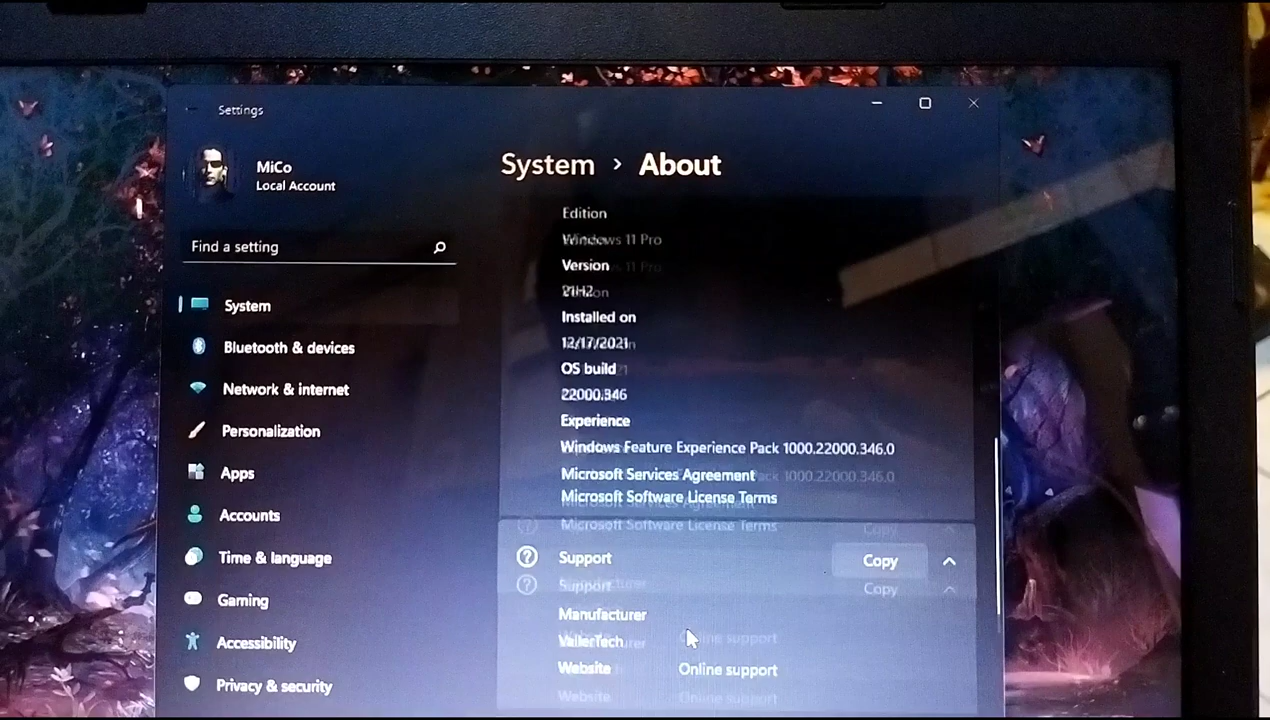 Settings
MiCo
Local Account
System > About
Find a setting
System
Bluetooth & devices
Network & internet
Personalization
Apps
Accounts
Time & language
Gaming
Accessibility
Privacy & security
Edition
Windows 11 Pro
Version
21H2
Installed on
12/17/2021
OS build
22000.346
Experience
Windows Feature Experience Pack 1000.22000.346.0
Microsoft Services Agreement
Microsoft Software License Terms
Support
Copy
Manufacturer
VallerTech
Website Online support